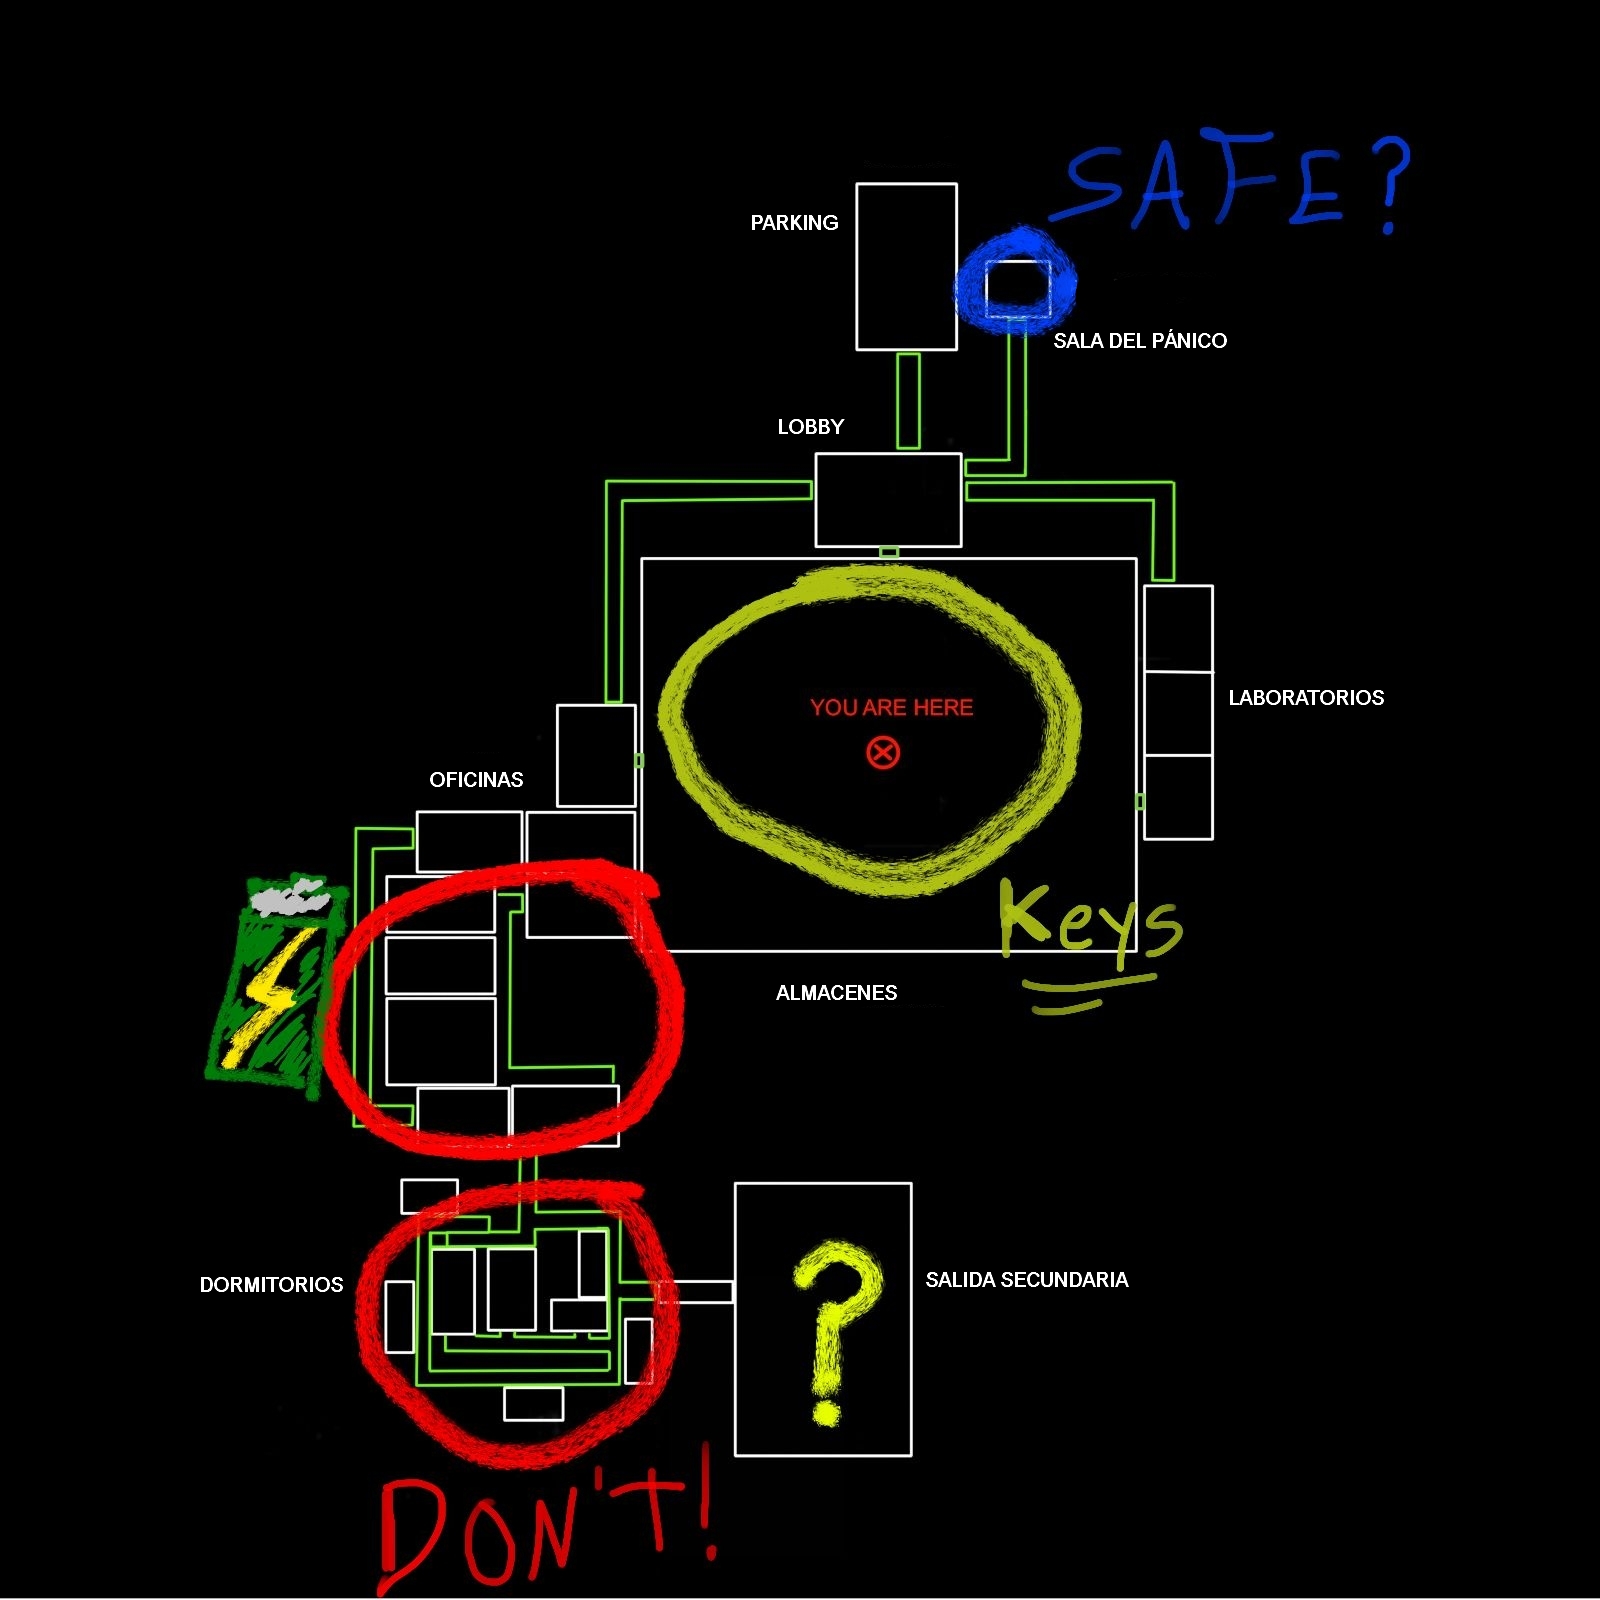 SAFE?
PARKING
SALA DEL PÁNICO
LOBBY
YOU ARE HERE
LABORATORIOS
OFICINAS
Keys
ALMACENES
DORMITORIOS
?
SALIDA SECUNDARIA
DON'T!